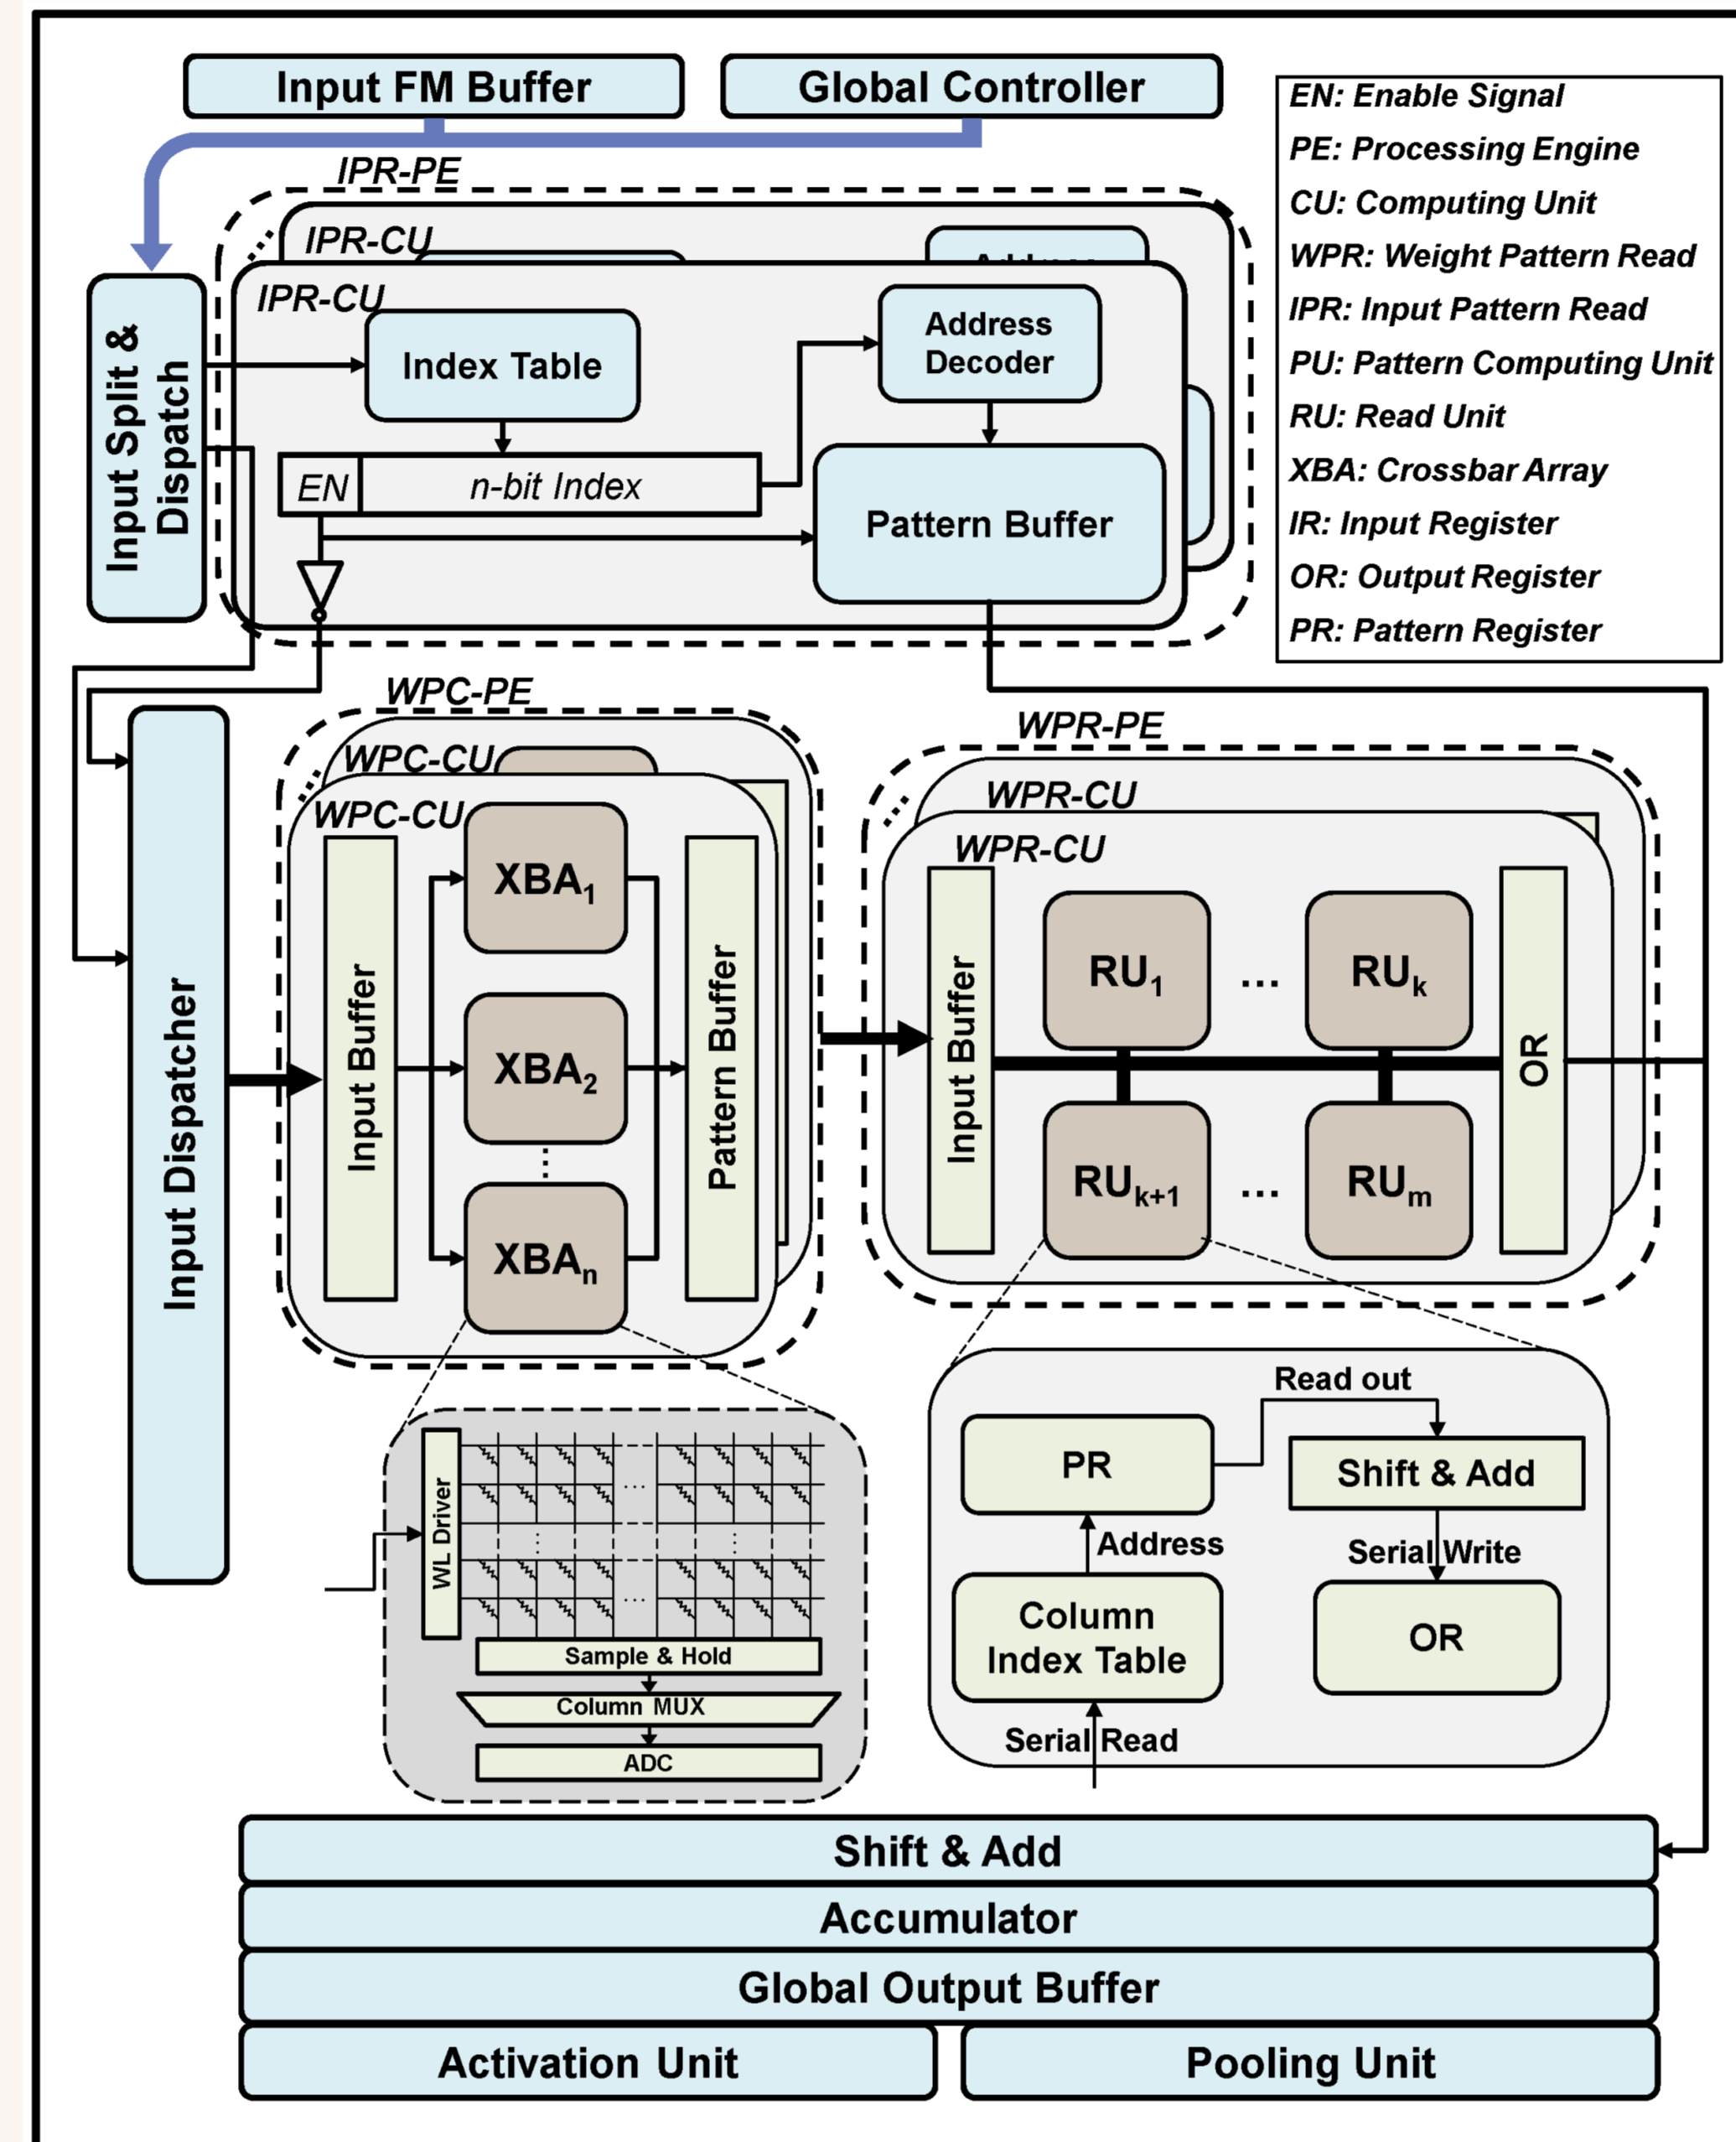 Input FM Buffer
Global Controller
EN: Enable Signal
PE: Processing Engine
CU: Computing Unit
WPR: Weight Pattern Read
IPR: Input Pattern Read
PU: Pattern Computing Unit
RU: Read Unit
XBA: Crossbar Array
IR: Input Register
OR: Output Register
PR: Pattern Register
IPR-PE
IPR-CU
Address
IPR-CU
Input Split &
Dispatch
Index Table
Address
Decoder
EN
n-bit Index
Pattern Buffer
WPC-PE
WPC-CU
WPC-CU
Input Dispatcher
Input Buffer
XBA1
XBA2
⋮
XBAn
Pattern Buffer
WPR-PE
WPR-CU
WPR-CU
Input Buffer
RU1 ... RUk
RUk+1 ... RUm
OR
WL Driver
Sample & Hold
Column MUX
ADC
Read out
PR
Shift & Add
Address
Serial Write
Column
Index Table
OR
Serial Read
Shift & Add
Accumulator
Global Output Buffer
Activation Unit
Pooling Unit